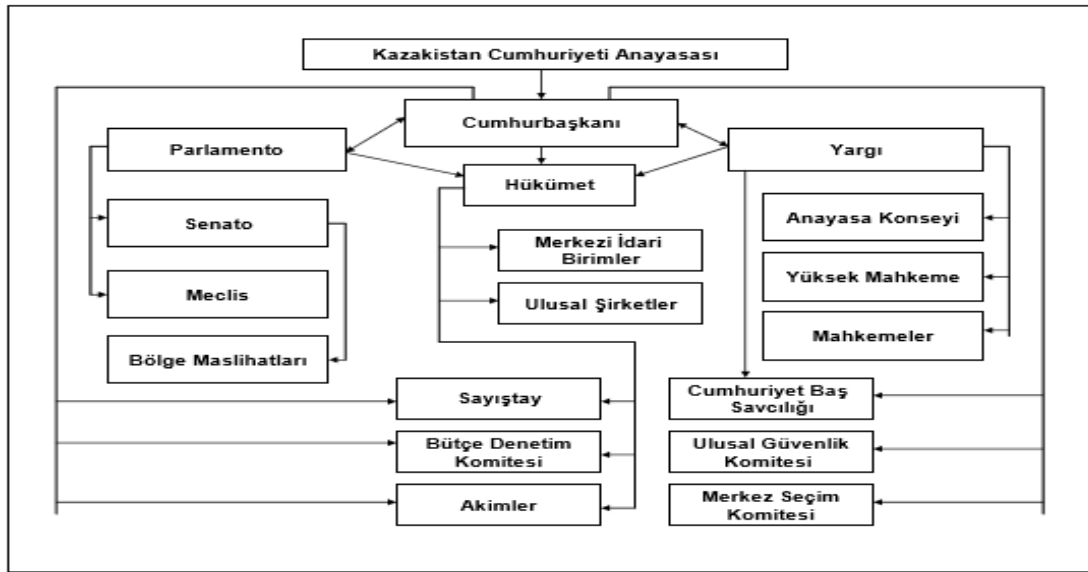 Kazakistan Cumhuriyeti Anayasası
Cumhurbaşkanı
Parlamento
Yargı
Hükümet
Senato
Anayasa Konseyi
Merkezi İdari
Birimler
Yüksek Mahkeme
Meclis
Ulusal Şirketler
Mahkemeler
Bölge Maslihatları
Sayıştay
Cumhuriyet Baş
Savcılığı
Bütçe Denetim
Komitesi
Ulusal Güvenlik
Komitesi
Akimler
Merkez Seçim
Komitesi